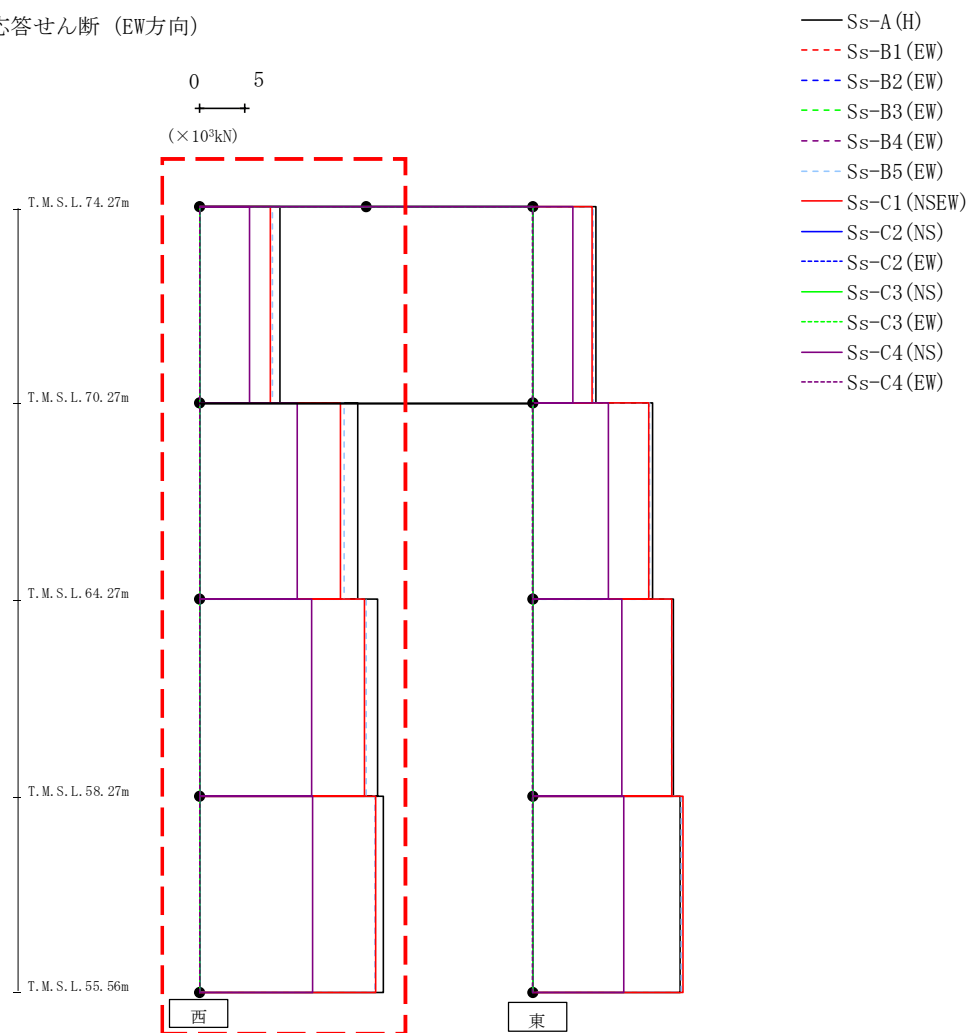 応答せん断 (EW方向)
0 5
(×10³kN)
Ss-A(H)
Ss-B1(EW)
Ss-B2(EW)
Ss-B3(EW)
Ss-B4(EW)
Ss-B5(EW)
Ss-C1(NSEW)
Ss-C2(NS)
Ss-C2(EW)
Ss-C3(NS)
Ss-C3(EW)
Ss-C4(NS)
Ss-C4(EW)
T.M.S.L.74.27m
T.M.S.L.70.27m
T.M.S.L.64.27m
T.M.S.L.58.27m
T.M.S.L.55.56m
西
東